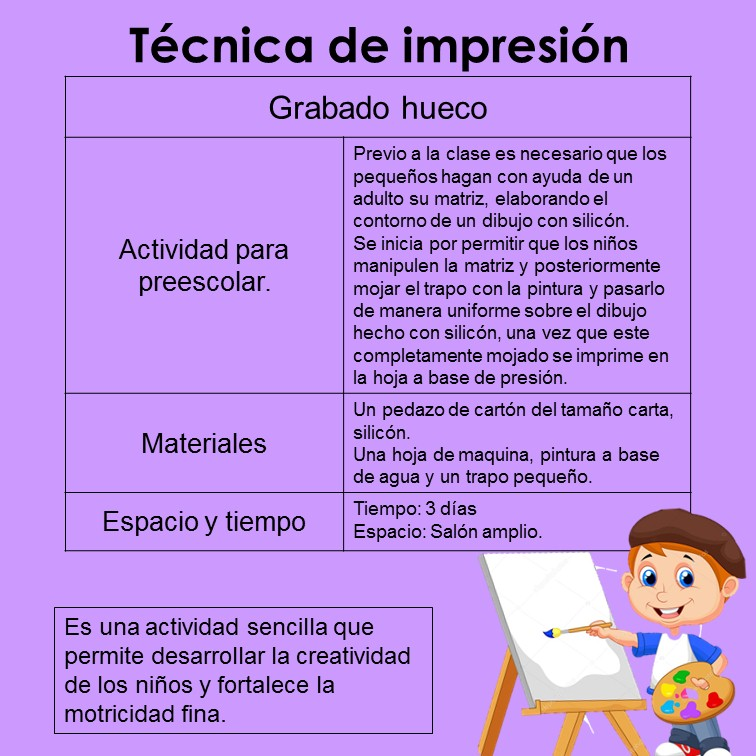 Técnica de impresión
Grabado hueco
Actividad para
preescolar.
Previo a la clase es necesario que los
pequeños hagan con ayuda de un
adulto su matriz, elaborando el
contorno de un dibujo con silicón.
Se inicia por permitir que los niños
manipulen la matriz y posteriormente
mojar el trapo con la pintura y pasarlo
de manera uniforme sobre el dibujo
hecho con silicón, una vez que este
completamente mojado se imprime en
la hoja a base de presión.
Materiales
Un pedazo de cartón del tamaño carta,
silicón.
Una hoja de maquina, pintura a base
de agua y un trapo pequeño.
Espacio y tiempo
Tiempo: 3 días
Espacio: Salón amplio.
Es una actividad sencilla que
permite desarrollar la creatividad
de los niños y fortalece la
motricidad fina.